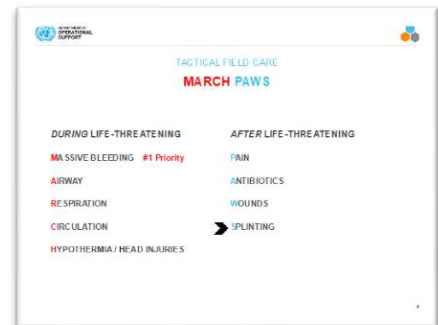 DEPARTMENT OF
OPERATIONAL
SUPPORT
TACTICAL FIELD CARE
MARCH PAWS
DURING LIFE-THREATENING
MASSIVE BLEEDING #1 Priority
AIRWAY
RESPIRATION
CIRCULATION
HYPOTHERMIA / HEAD INJURIES
AFTER LIFE-THREATENING
PAIN
ANTIBIOTICS
WOUNDS
SPLINTING